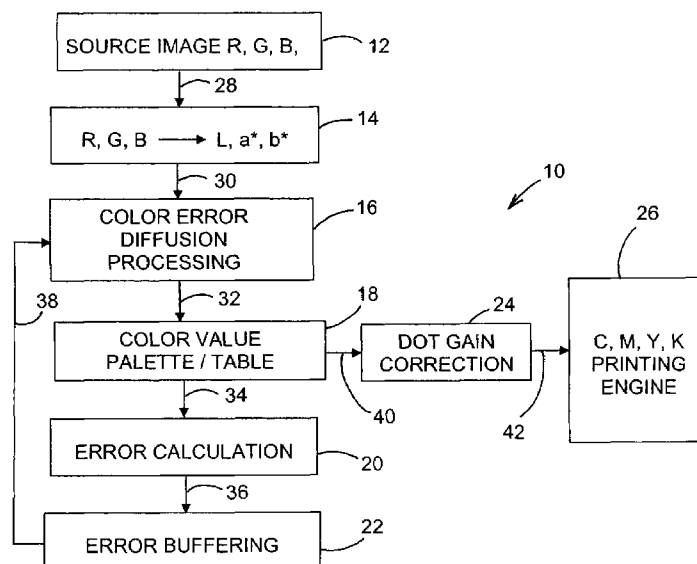 SOURCE IMAGE R, G, B,
12
28
R, G, B L, a*, b*
14
30
10
COLOR ERROR
DIFFUSION
PROCESSING
16
26
38
32
18
24
COLOR VALUE
PALETTE / TABLE
DOT GAIN
CORRECTION
C, M, Y, K
PRINTING
ENGINE
34
40
42
ERROR CALCULATION
20
36
ERROR BUFFERING
22